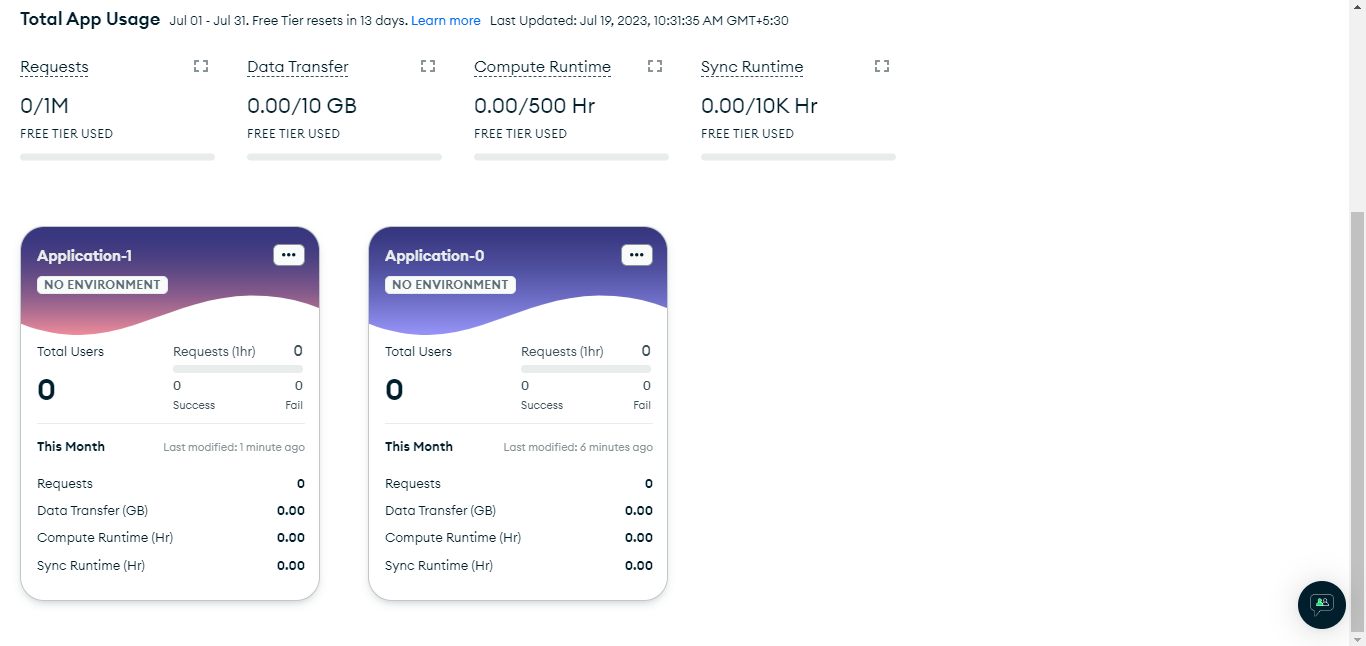 Total App Usage Jul 01 - Jul 31. Free Tier resets in 13 days. Learn more Last Updated: Jul 19, 2023, 10:31:35 AM GMT+5:30
Requests Data Transfer Compute Runtime Sync Runtime
0/1M 0.00/10 GB 0.00/500 Hr 0.00/10K Hr
FREE TIER USED FREE TIER USED FREE TIER USED FREE TIER USED
Application-1
NO ENVIRONMENT
Total Users Requests (1hr) 0
0 0 0
Success Fail
This Month Last modified: 1 minute ago
Requests 0
Data Transfer (GB) 0.00
Compute Runtime (Hr) 0.00
Sync Runtime (Hr) 0.00
Application-0
NO ENVIRONMENT
Total Users Requests (1hr) 0
0 0 0
Success Fail
This Month Last modified: 6 minutes ago
Requests 0
Data Transfer (GB) 0.00
Compute Runtime (Hr) 0.00
Sync Runtime (Hr) 0.00